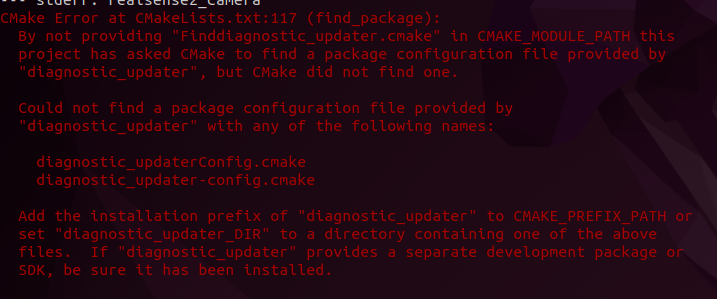 --- stderr: realsense2_camera
CMake Error at CMakeLists.txt:117 (find_package):
By not providing "Finddiagnostic_updater.cmake" in CMAKE_MODULE_PATH this
project has asked CMake to find a package configuration file provided by
"diagnostic_updater", but CMake did not find one.
Could not find a package configuration file provided by
"diagnostic_updater" with any of the following names:
diagnostic_updaterConfig.cmake
diagnostic_updater-config.cmake
Add the installation prefix of "diagnostic_updater" to CMAKE_PREFIX_PATH or
set "diagnostic_updater_DIR" to a directory containing one of the above
files.  If "diagnostic_updater" provides a separate development package or
SDK, be sure it has been installed.